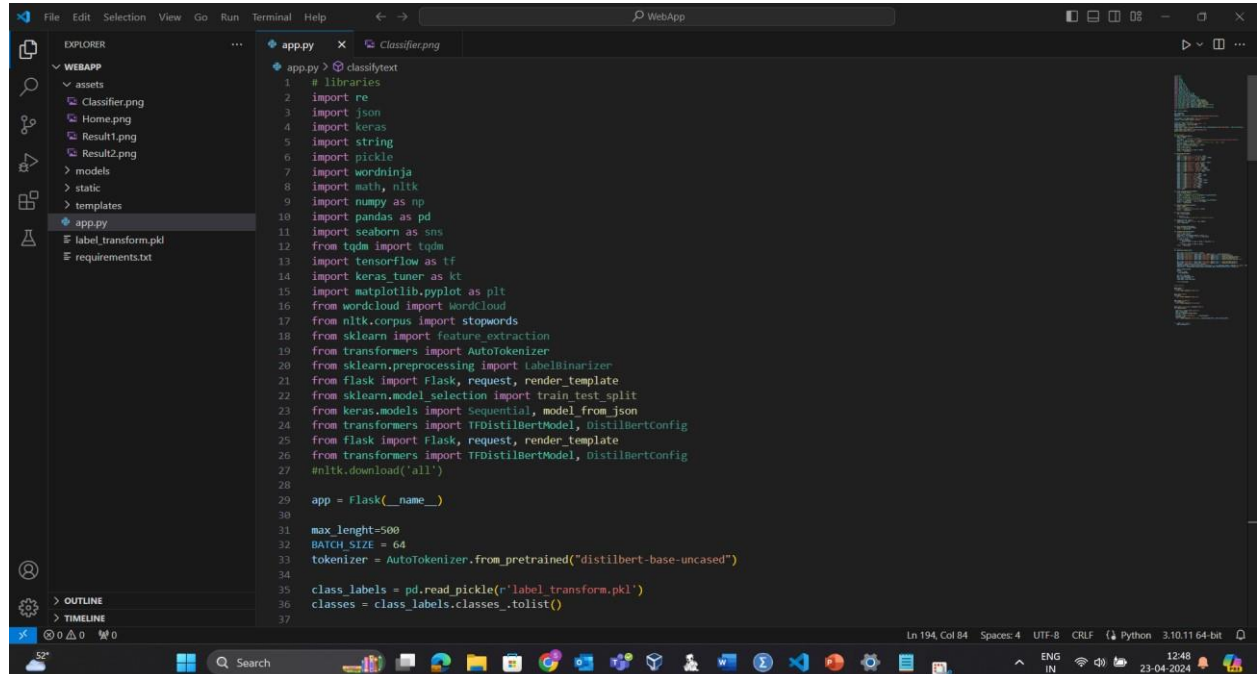 File Edit Selection View Go Run Terminal Help
WebApp
EXPLORER
WEBAPP
assets
Classifier.png
Home.png
Result1.png
Result2.png
models
static
templates
app.py
label_transform.pkl
requirements.txt
OUTLINE
TIMELINE
app.py
Classifier.png
app.py > classifytext
1 # libraries
2 import re
3 import json
4 import keras
5 import string
6 import pickle
7 import wordninja
8 import math, nltk
9 import numpy as np
10 import pandas as pd
11 import seaborn as sns
12 from tqdm import tqdm
13 import tensorflow as tf
14 import keras_tuner as kt
15 import matplotlib.pyplot as plt
16 from wordcloud import WordCloud
17 from nltk.corpus import stopwords
18 from sklearn import feature_extraction
19 from transformers import AutoTokenizer
20 from sklearn.preprocessing import LabelBinarizer
21 from flask import Flask, request, render_template
22 from sklearn.model_selection import train_test_split
23 from keras.models import Sequential, model_from_json
24 from transformers import TFDistilBertModel, DistilBertConfig
25 from flask import Flask, request, render_template
26 from transformers import TFDistilBertModel, DistilBertConfig
27 #nltk.download('all')
28
29 app = Flask(__name__)
30
31 max_lenght=500
32 BATCH_SIZE = 64
33 tokenizer = AutoTokenizer.from_pretrained("distilbert-base-uncased")
34
35 class_labels = pd.read_pickle(r'label_transform.pkl')
36 classes = class_labels.classes_.tolist()
37
0 0 0
Ln 194, Col 84 Spaces: 4 UTF-8 CRLF Python 3.10.11 64-bit
52°
Search
ENG
IN
12:48
23-04-2024